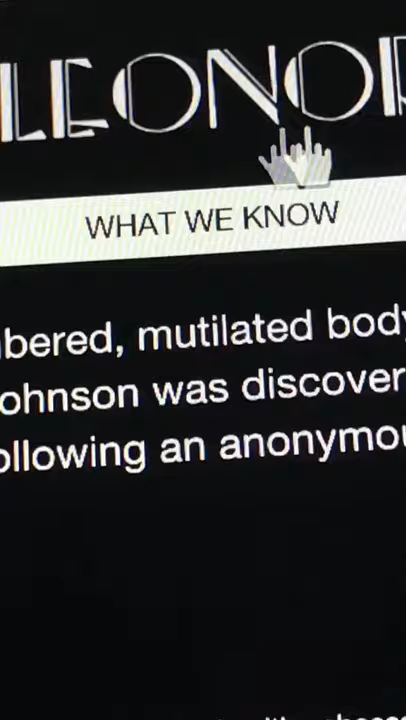 LEONOR
WHAT WE KNOW
bered, mutilated body
ohnson was discover
ollowing an anonymou